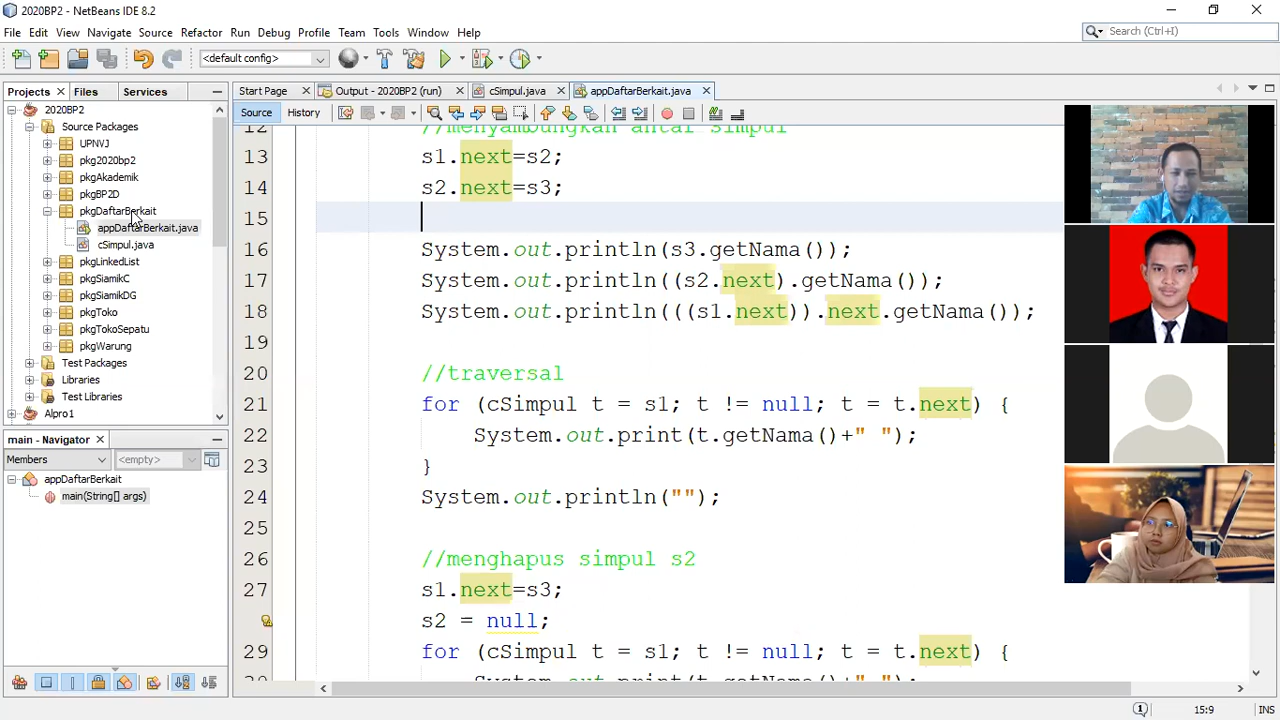 2020BP2 - NetBeans IDE 8.2
File Edit View Navigate Source Refactor Run Debug Profile Team Tools Window Help
Search (Ctrl+I)
<default config>
Projects Files Services
Start Page Output - 2020BP2 (run) cSimpul.java appDaftarBerkait.java
Source History
2020BP2
Source Packages
UPNVJ
pkg2020bp2
pkgAkademik
pkgBP2D
pkgDaftarBerkait
appDaftarBerkait.java
cSimpul.java
pkgLinkedList
pkgSiamikC
pkgSiamikDG
pkgToko
pkgTokoSepatu
pkgWarung
Test Packages
Libraries
Test Libraries
Alpro1
main - Navigator
Members <empty>
appDaftarBerkait
main(String[] args)
12 //menyambungkan antar simpul
13 s1.next=s2;
14 s2.next=s3;
15
16 System.out.println(s3.getNama());
17 System.out.println((s2.next).getNama());
18 System.out.println(((s1.next)).next.getNama());
19
20 //traversal
21 for (cSimpul t = s1; t != null; t = t.next) {
22 System.out.print(t.getNama()+" ");
23 }
24 System.out.println("");
25
26 //menghapus simpul s2
27 s1.next=s3;
s2 = null;
29 for (cSimpul t = s1; t != null; t = t.next) {
30 System.out.print(t.getNama()+" ");
15:9 INS